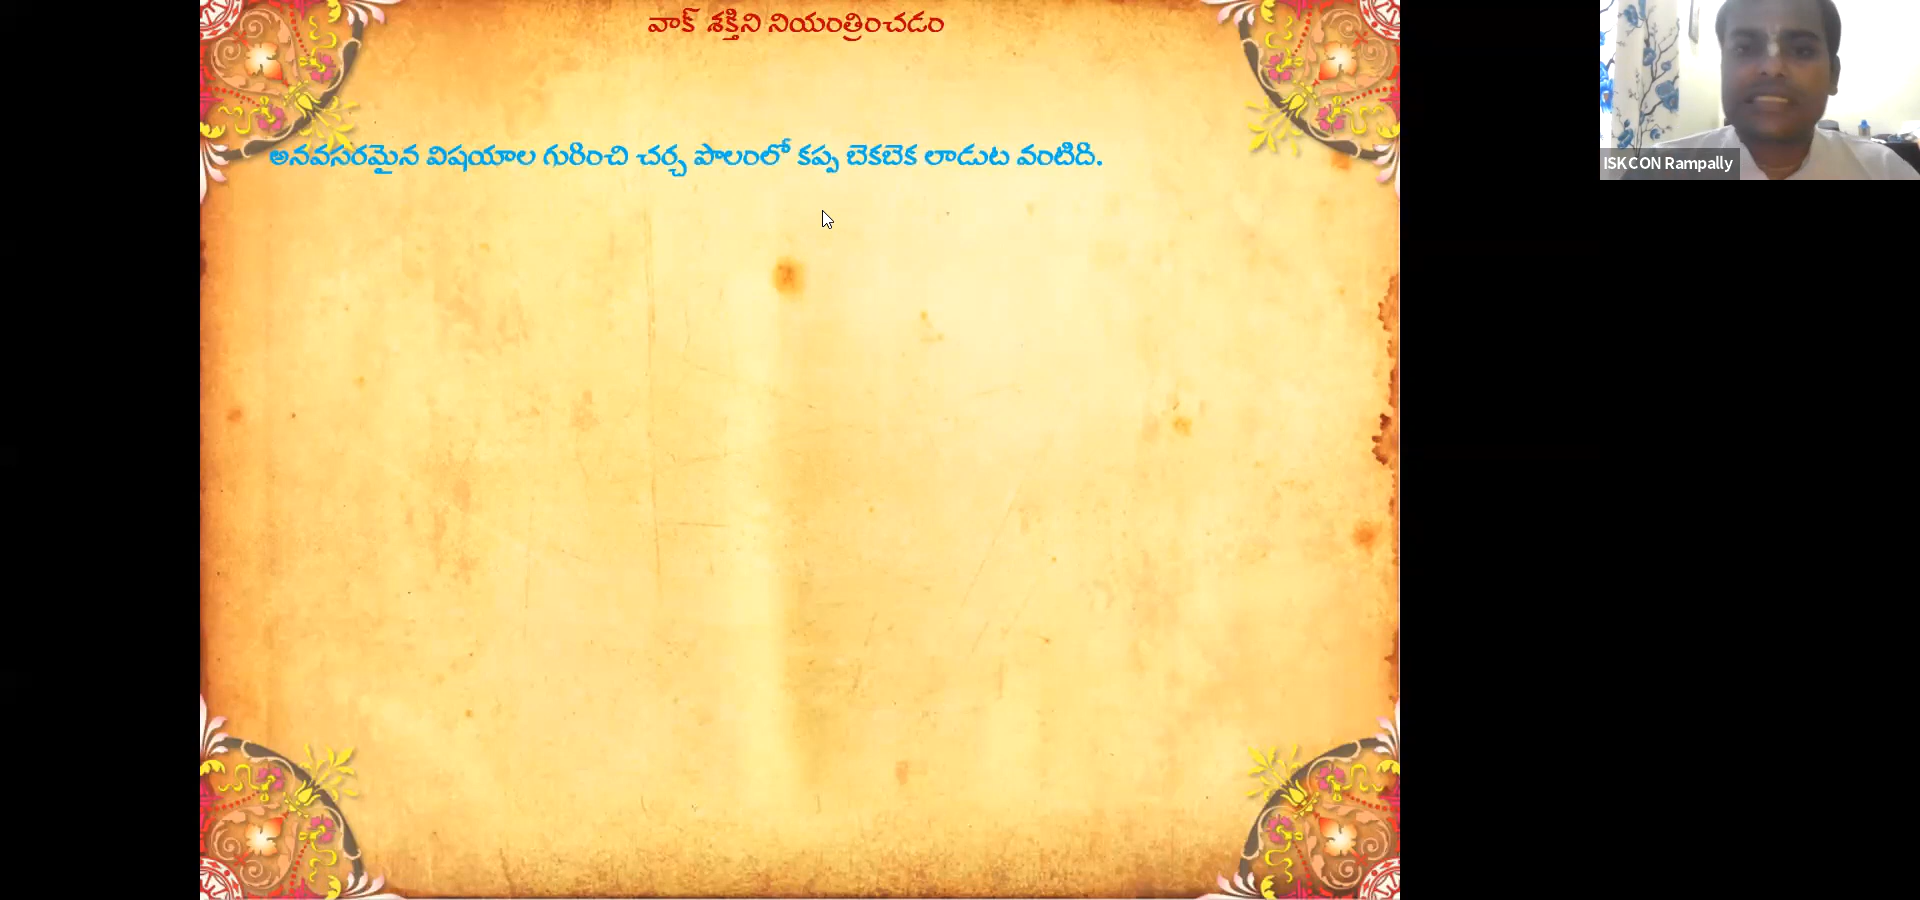 వాక్ శక్తిని నియంత్రించడం
అనవసరమైన విషయాల గురించి చర్చ పొలంలో కప్ప బెకబెక లాడుట వంటిది.
ISKCON Rampally